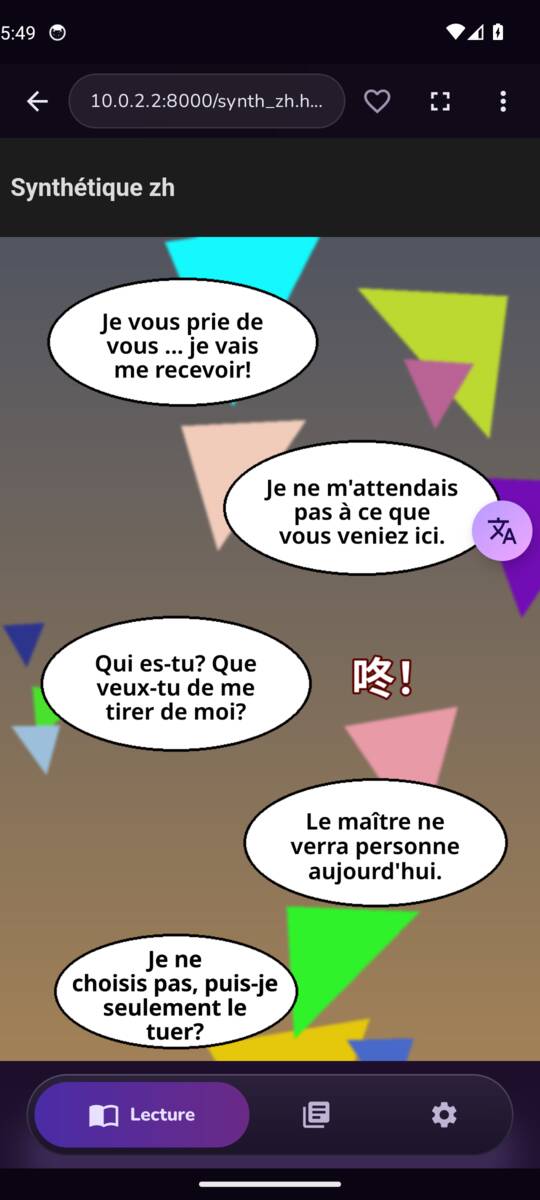 5:49
10.0.2.2:8000/synth_zh.h...
Synthétique zh
Je vous prie de
vous ... je vais
me recevoir!
Je ne m'attendais
pas à ce que
vous veniez ici.
Qui es-tu? Que
veux-tu de me
tirer de moi?
咚!
Le maître ne
verra personne
aujourd'hui.
Je ne
choisis pas, puis-je
seulement le
tuer?
Lecture